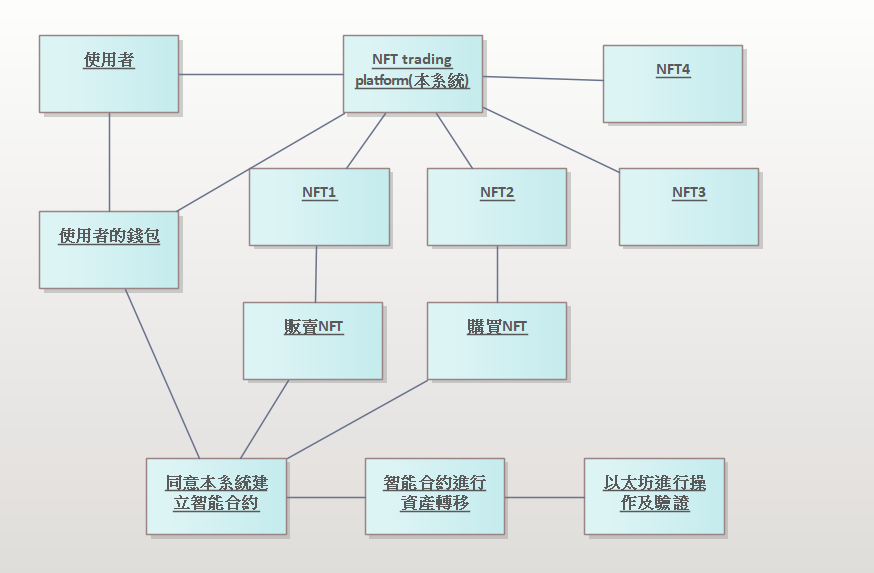 使用者
NFT trading
platform(本系統)
NFT4
NFT1
NFT2
NFT3
使用者的錢包
販賣NFT
購買NFT
同意本系統建
立智能合約
智能合約進行
資產轉移
以太坊進行操
作及驗證